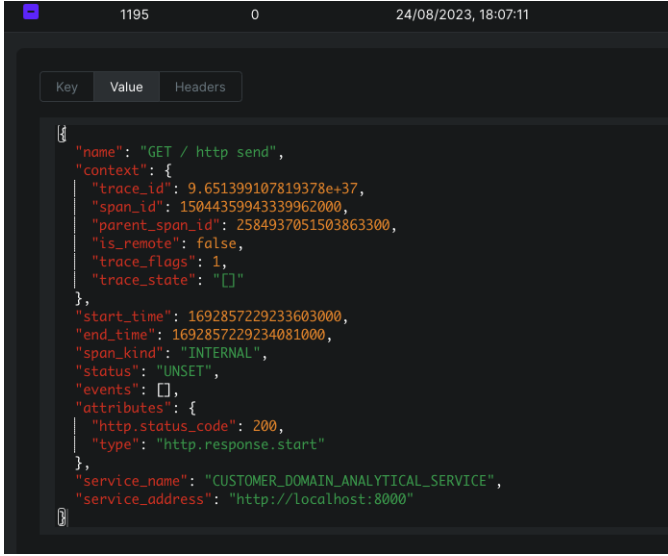 1195 0 24/08/2023, 18:07:11
Key Value Headers
{
"name": "GET / http send",
"context": {
"trace_id": 9.651399107819378e+37,
"span_id": 15044359943339962000,
"parent_span_id": 2584937051503863300,
"is_remote": false,
"trace_flags": 1,
"trace_state": "[]"
},
"start_time": 1692857229233603000,
"end_time": 1692857229234081000,
"span_kind": "INTERNAL",
"status": "UNSET",
"events": [],
"attributes": {
"http.status_code": 200,
"type": "http.response.start"
},
"service_name": "CUSTOMER_DOMAIN_ANALYTICAL_SERVICE",
"service_address": "http://localhost:8000"
}